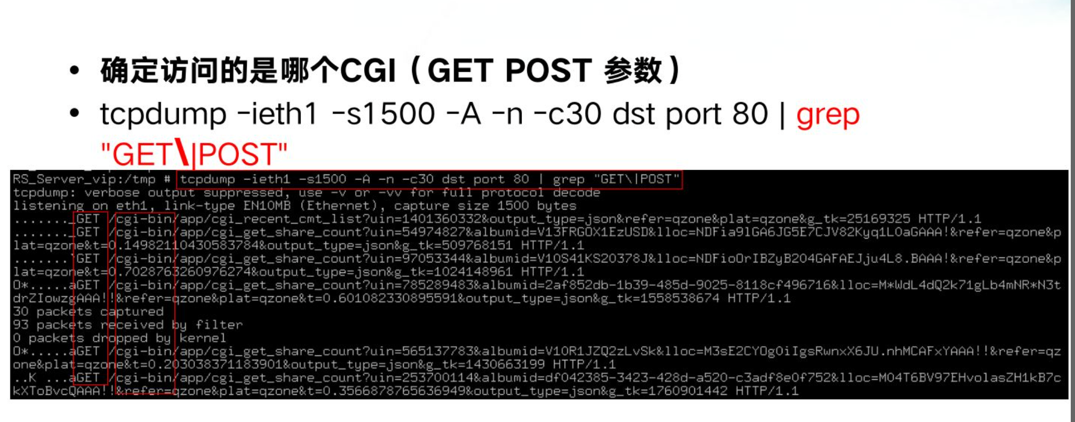 • 确定访问的是哪个CGI（GET POST 参数）
• tcpdump -ieth1 -s1500 -A -n -c30 dst port 80 | grep
"GET\|POST"
RS_Server_vip:/tmp # tcpdump -ieth1 -s1500 -A -n -c30 dst port 80 | grep "GET\|POST"
tcpdump: verbose output suppressed, use -v or -vv for full protocol decode
listening on eth1, link-type EN10MB (Ethernet), capture size 1500 bytes
.......GET /cgi-bin/app/cgi_recent_cmt_list?uin=1401360332&output_type=json&refer=qzone&plat=qzone&g_tk=25169325 HTTP/1.1
.......GET /cgi-bin/app/cgi_get_share_count?uin=54974827&albumid=V13FRGOX1EzUSD&lloc=NDFia9lGA6JG5E7CJV82Kyq1L0aGAAA!&refer=qzone&p
lat=qzone&t=0.14982110430583784&output_type=json&g_tk=509768151 HTTP/1.1
.......GET /cgi-bin/app/cgi_get_share_count?uin=97053344&albumid=V10S41KS20378J&lloc=NDFioOrIBZyB204GAFAEJju4L8.BAAA!&refer=qzone&p
lat=qzone&t=0.7028763260976274&output_type=json&g_tk=1024148961 HTTP/1.1
O*.....aGET /cgi-bin/app/cgi_get_share_count?uin=785289483&albumid=2af852db-1b39-485d-9025-8118cf496716&lloc=M*WdL4dQ2k71gLb4mNR*N3t
drZIowzgAAA!!&refer=qzone&plat=qzone&t=0.601082330895591&output_type=json&g_tk=1558538674 HTTP/1.1
30 packets captured
93 packets received by filter
0 packets dropped by kernel
O*.....aGET /cgi-bin/app/cgi_get_share_count?uin=565137783&albumid=V10R1JZQ2zLvSk&lloc=M3sE2CYOg0iIgsRwnxX6JU.nhMCAFxYAAA!!&refer=qz
one&plat=qzone&t=0.2030383711839​01&output_type=json&g_tk=1430663199 HTTP/1.1
..K ...aGET /cgi-bin/app/cgi_get_share_count?uin=253700114&albumid=df042385-3423-428d-a520-c3adf8e0f752&lloc=M04T6BV97EHvolasZH1kB7c
kXToBvcQAAA!!&refer=qzone&plat=qzone&t=0.3566878765636949&output_type=json&g_tk=1760901442 HTTP/1.1